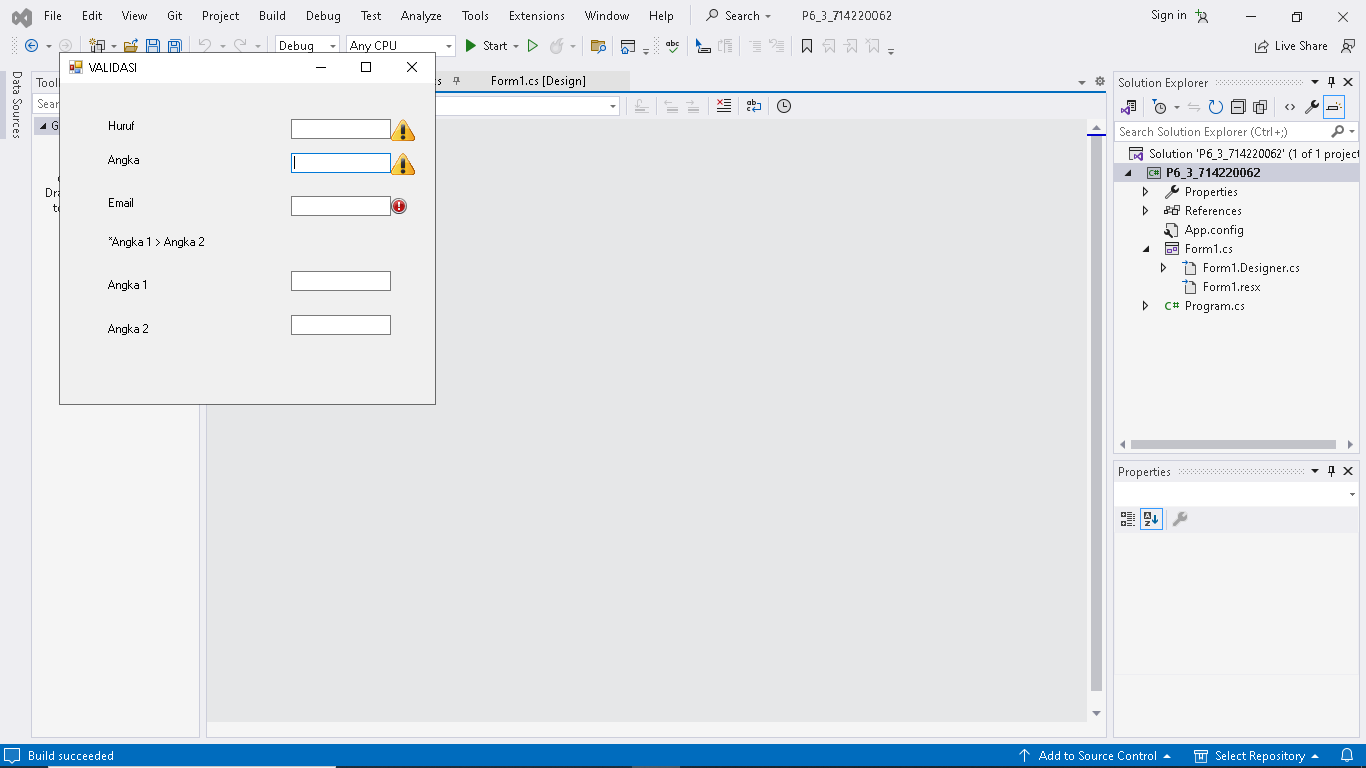 File Edit View Git Project Build Debug Test Analyze Tools Extensions Window Help Search P6_3_714220062 Sign in
Debug Any CPU Start Live Share
Data Sources
VALIDASI
Form1.cs [Design]
Huruf
Angka
Email
*Angka 1 > Angka 2
Angka 1
Angka 2
Solution Explorer
Search Solution Explorer (Ctrl+;)
Solution 'P6_3_714220062' (1 of 1 project
P6_3_714220062
Properties
References
App.config
Form1.cs
Form1.Designer.cs
Form1.resx
C# Program.cs
Properties
Build succeeded Add to Source Control Select Repository